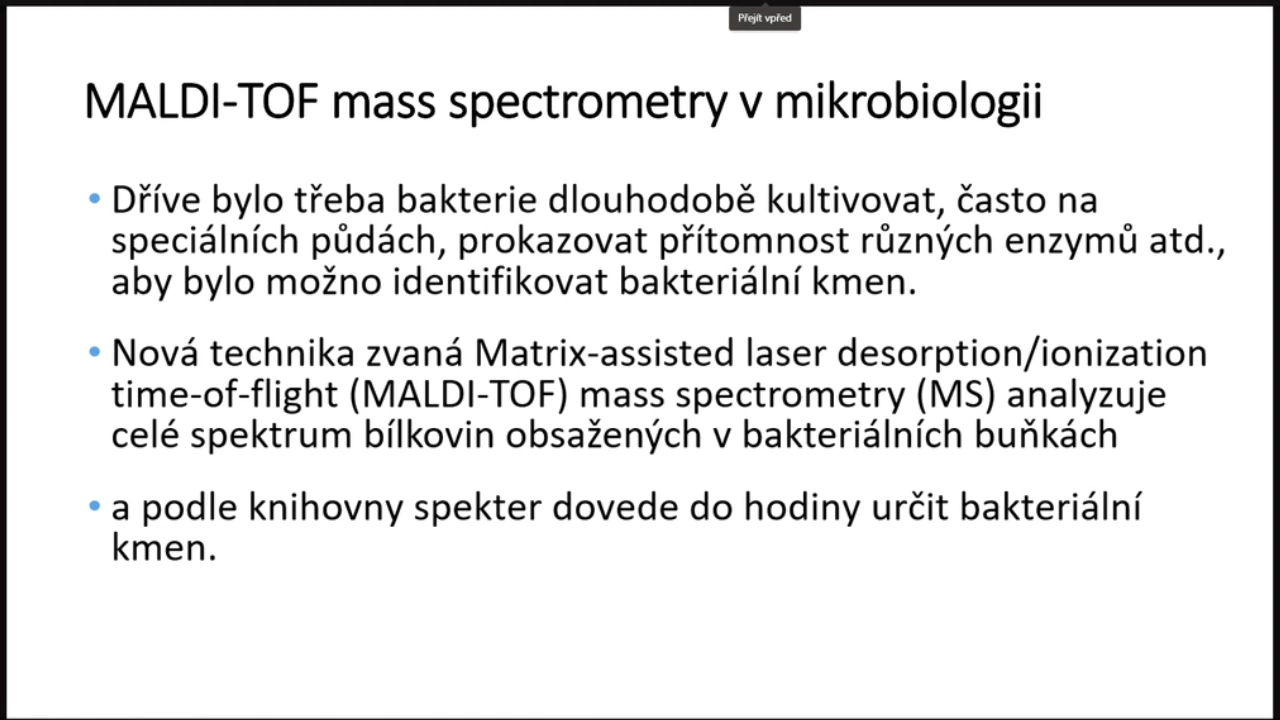 Přejít vpřed
MALDI-TOF mass spectrometry v mikrobiologii
• Dříve bylo třeba bakterie dlouhodobě kultivovat, často na
speciálních půdách, prokazovat přítomnost různých enzymů atd.,
aby bylo možno identifikovat bakteriální kmen.
• Nová technika zvaná Matrix-assisted laser desorption/ionization
time-of-flight (MALDI-TOF) mass spectrometry (MS) analyzuje
celé spektrum bílkovin obsažených v bakteriálních buňkách
• a podle knihovny spekter dovede do hodiny určit bakteriální
kmen.